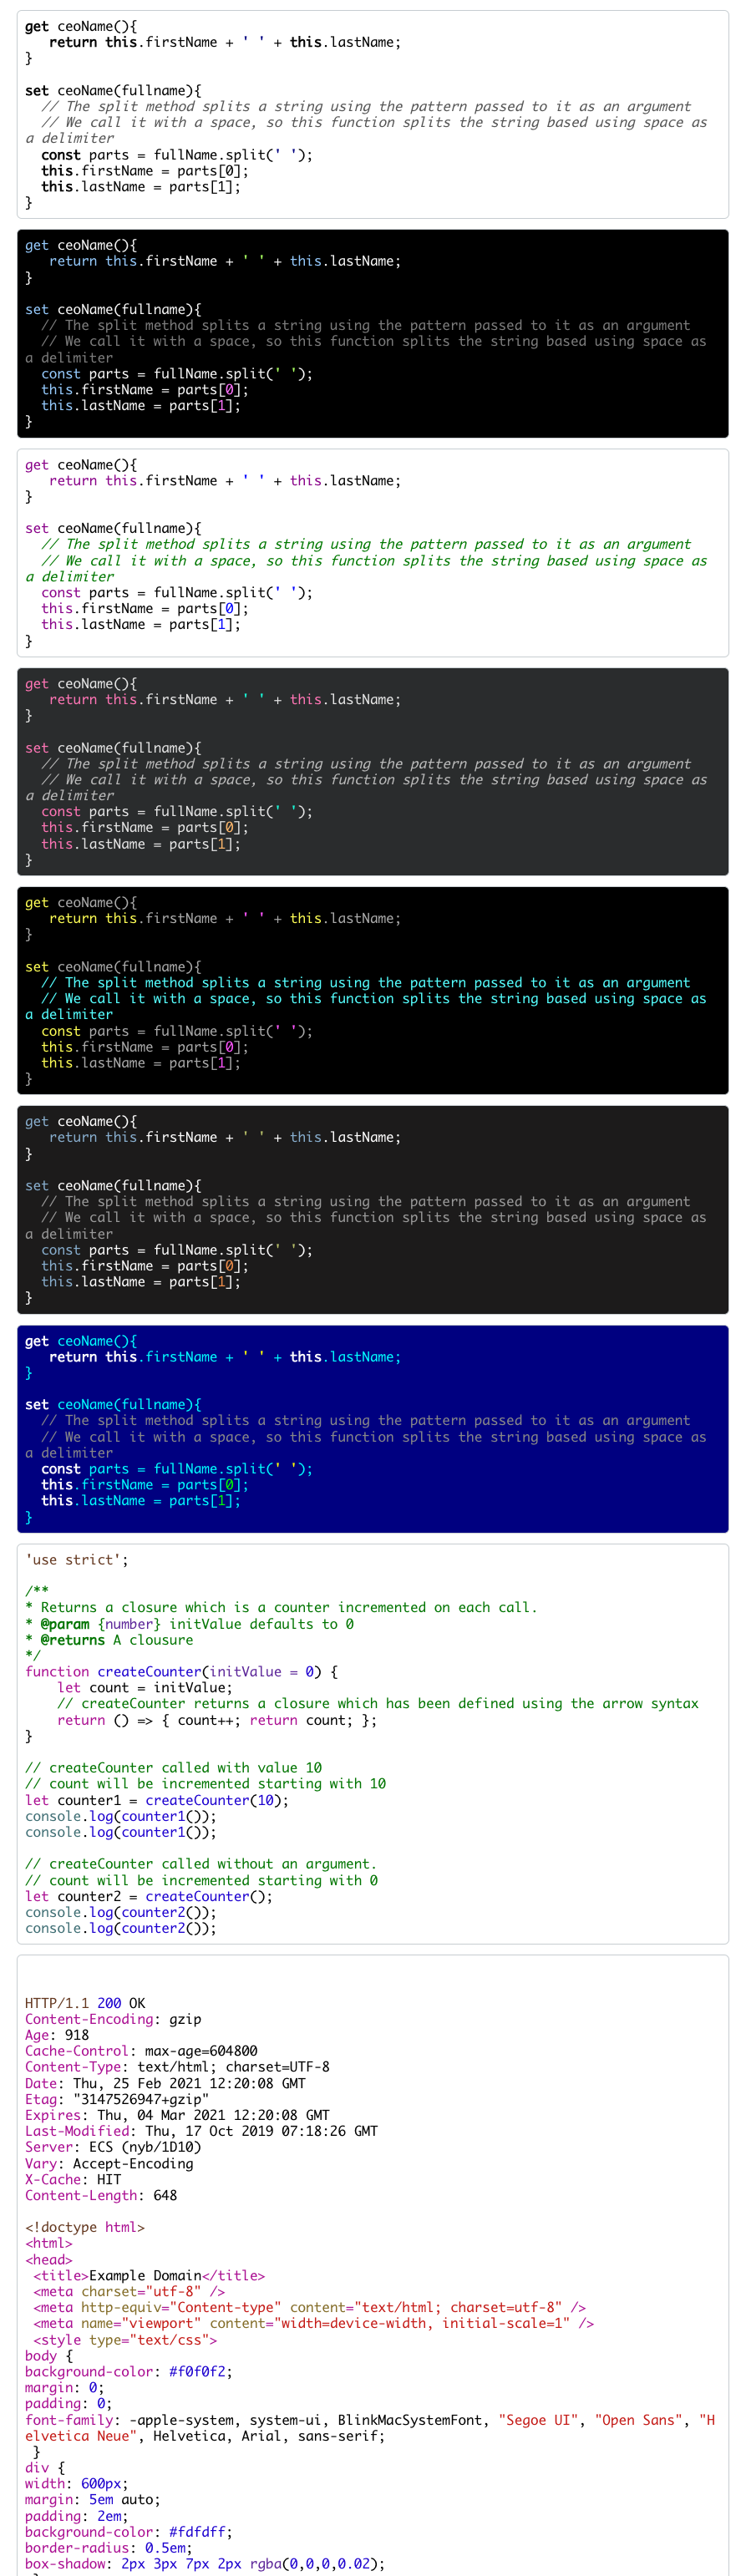 get ceoName(){
   return this.firstName + ' ' + this.lastName;
}

set ceoName(fullname){
  // The split method splits a string using the pattern passed to it as an argument
  // We call it with a space, so this function splits the string based using space as
a delimiter
  const parts = fullName.split(' ');
  this.firstName = parts[0];
  this.lastName = parts[1];
}

get ceoName(){
   return this.firstName + ' ' + this.lastName;
}

set ceoName(fullname){
  // The split method splits a string using the pattern passed to it as an argument
  // We call it with a space, so this function splits the string based using space as
a delimiter
  const parts = fullName.split(' ');
  this.firstName = parts[0];
  this.lastName = parts[1];
}

get ceoName(){
   return this.firstName + ' ' + this.lastName;
}

set ceoName(fullname){
  // The split method splits a string using the pattern passed to it as an argument
  // We call it with a space, so this function splits the string based using space as
a delimiter
  const parts = fullName.split(' ');
  this.firstName = parts[0];
  this.lastName = parts[1];
}

get ceoName(){
   return this.firstName + ' ' + this.lastName;
}

set ceoName(fullname){
  // The split method splits a string using the pattern passed to it as an argument
  // We call it with a space, so this function splits the string based using space as
a delimiter
  const parts = fullName.split(' ');
  this.firstName = parts[0];
  this.lastName = parts[1];
}

get ceoName(){
   return this.firstName + ' ' + this.lastName;
}

set ceoName(fullname){
  // The split method splits a string using the pattern passed to it as an argument
  // We call it with a space, so this function splits the string based using space as
a delimiter
  const parts = fullName.split(' ');
  this.firstName = parts[0];
  this.lastName = parts[1];
}

get ceoName(){
   return this.firstName + ' ' + this.lastName;
}

set ceoName(fullname){
  // The split method splits a string using the pattern passed to it as an argument
  // We call it with a space, so this function splits the string based using space as
a delimiter
  const parts = fullName.split(' ');
  this.firstName = parts[0];
  this.lastName = parts[1];
}

get ceoName(){
   return this.firstName + ' ' + this.lastName;
}

set ceoName(fullname){
  // The split method splits a string using the pattern passed to it as an argument
  // We call it with a space, so this function splits the string based using space as
a delimiter
  const parts = fullName.split(' ');
  this.firstName = parts[0];
  this.lastName = parts[1];
}

'use strict';

/**
* Returns a closure which is a counter incremented on each call.
* @param {number} initValue defaults to 0
* @returns A clousure
*/
function createCounter(initValue = 0) {
    let count = initValue;
    // createCounter returns a closure which has been defined using the arrow syntax
    return () => { count++; return count; };
}

// createCounter called with value 10
// count will be incremented starting with 10
let counter1 = createCounter(10);
console.log(counter1());
console.log(counter1());

// createCounter called without an argument.
// count will be incremented starting with 0
let counter2 = createCounter();
console.log(counter2());
console.log(counter2());

HTTP/1.1 200 OK
Content-Encoding: gzip
Age: 918
Cache-Control: max-age=604800
Content-Type: text/html; charset=UTF-8
Date: Thu, 25 Feb 2021 12:20:08 GMT
Etag: "3147526947+gzip"
Expires: Thu, 04 Mar 2021 12:20:08 GMT
Last-Modified: Thu, 17 Oct 2019 07:18:26 GMT
Server: ECS (nyb/1D10)
Vary: Accept-Encoding
X-Cache: HIT
Content-Length: 648

<!doctype html>
<html>
<head>
 <title>Example Domain</title>
 <meta charset="utf-8" />
 <meta http-equiv="Content-type" content="text/html; charset=utf-8" />
 <meta name="viewport" content="width=device-width, initial-scale=1" />
 <style type="text/css">
body {
background-color: #f0f0f2;
margin: 0;
padding: 0;
font-family: -apple-system, system-ui, BlinkMacSystemFont, "Segoe UI", "Open Sans", "H
elvetica Neue", Helvetica, Arial, sans-serif;
 }
div {
width: 600px;
margin: 5em auto;
padding: 2em;
background-color: #fdfdff;
border-radius: 0.5em;
box-shadow: 2px 3px 7px 2px rgba(0,0,0,0.02);